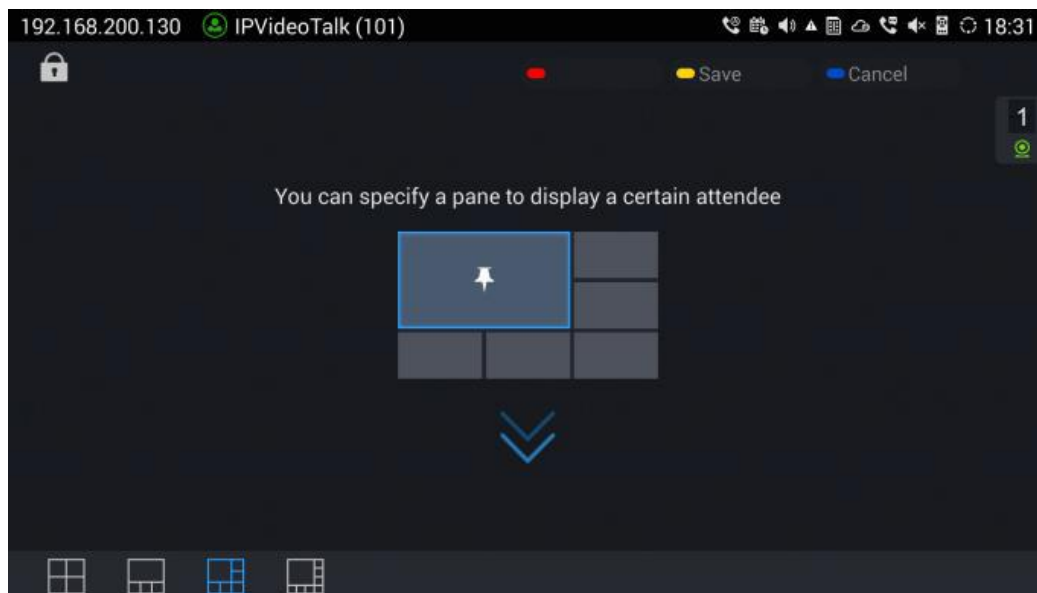 192.168.200.130 IPVideoTalk (101) 18:31
Save Cancel
1
You can specify a pane to display a certain attendee